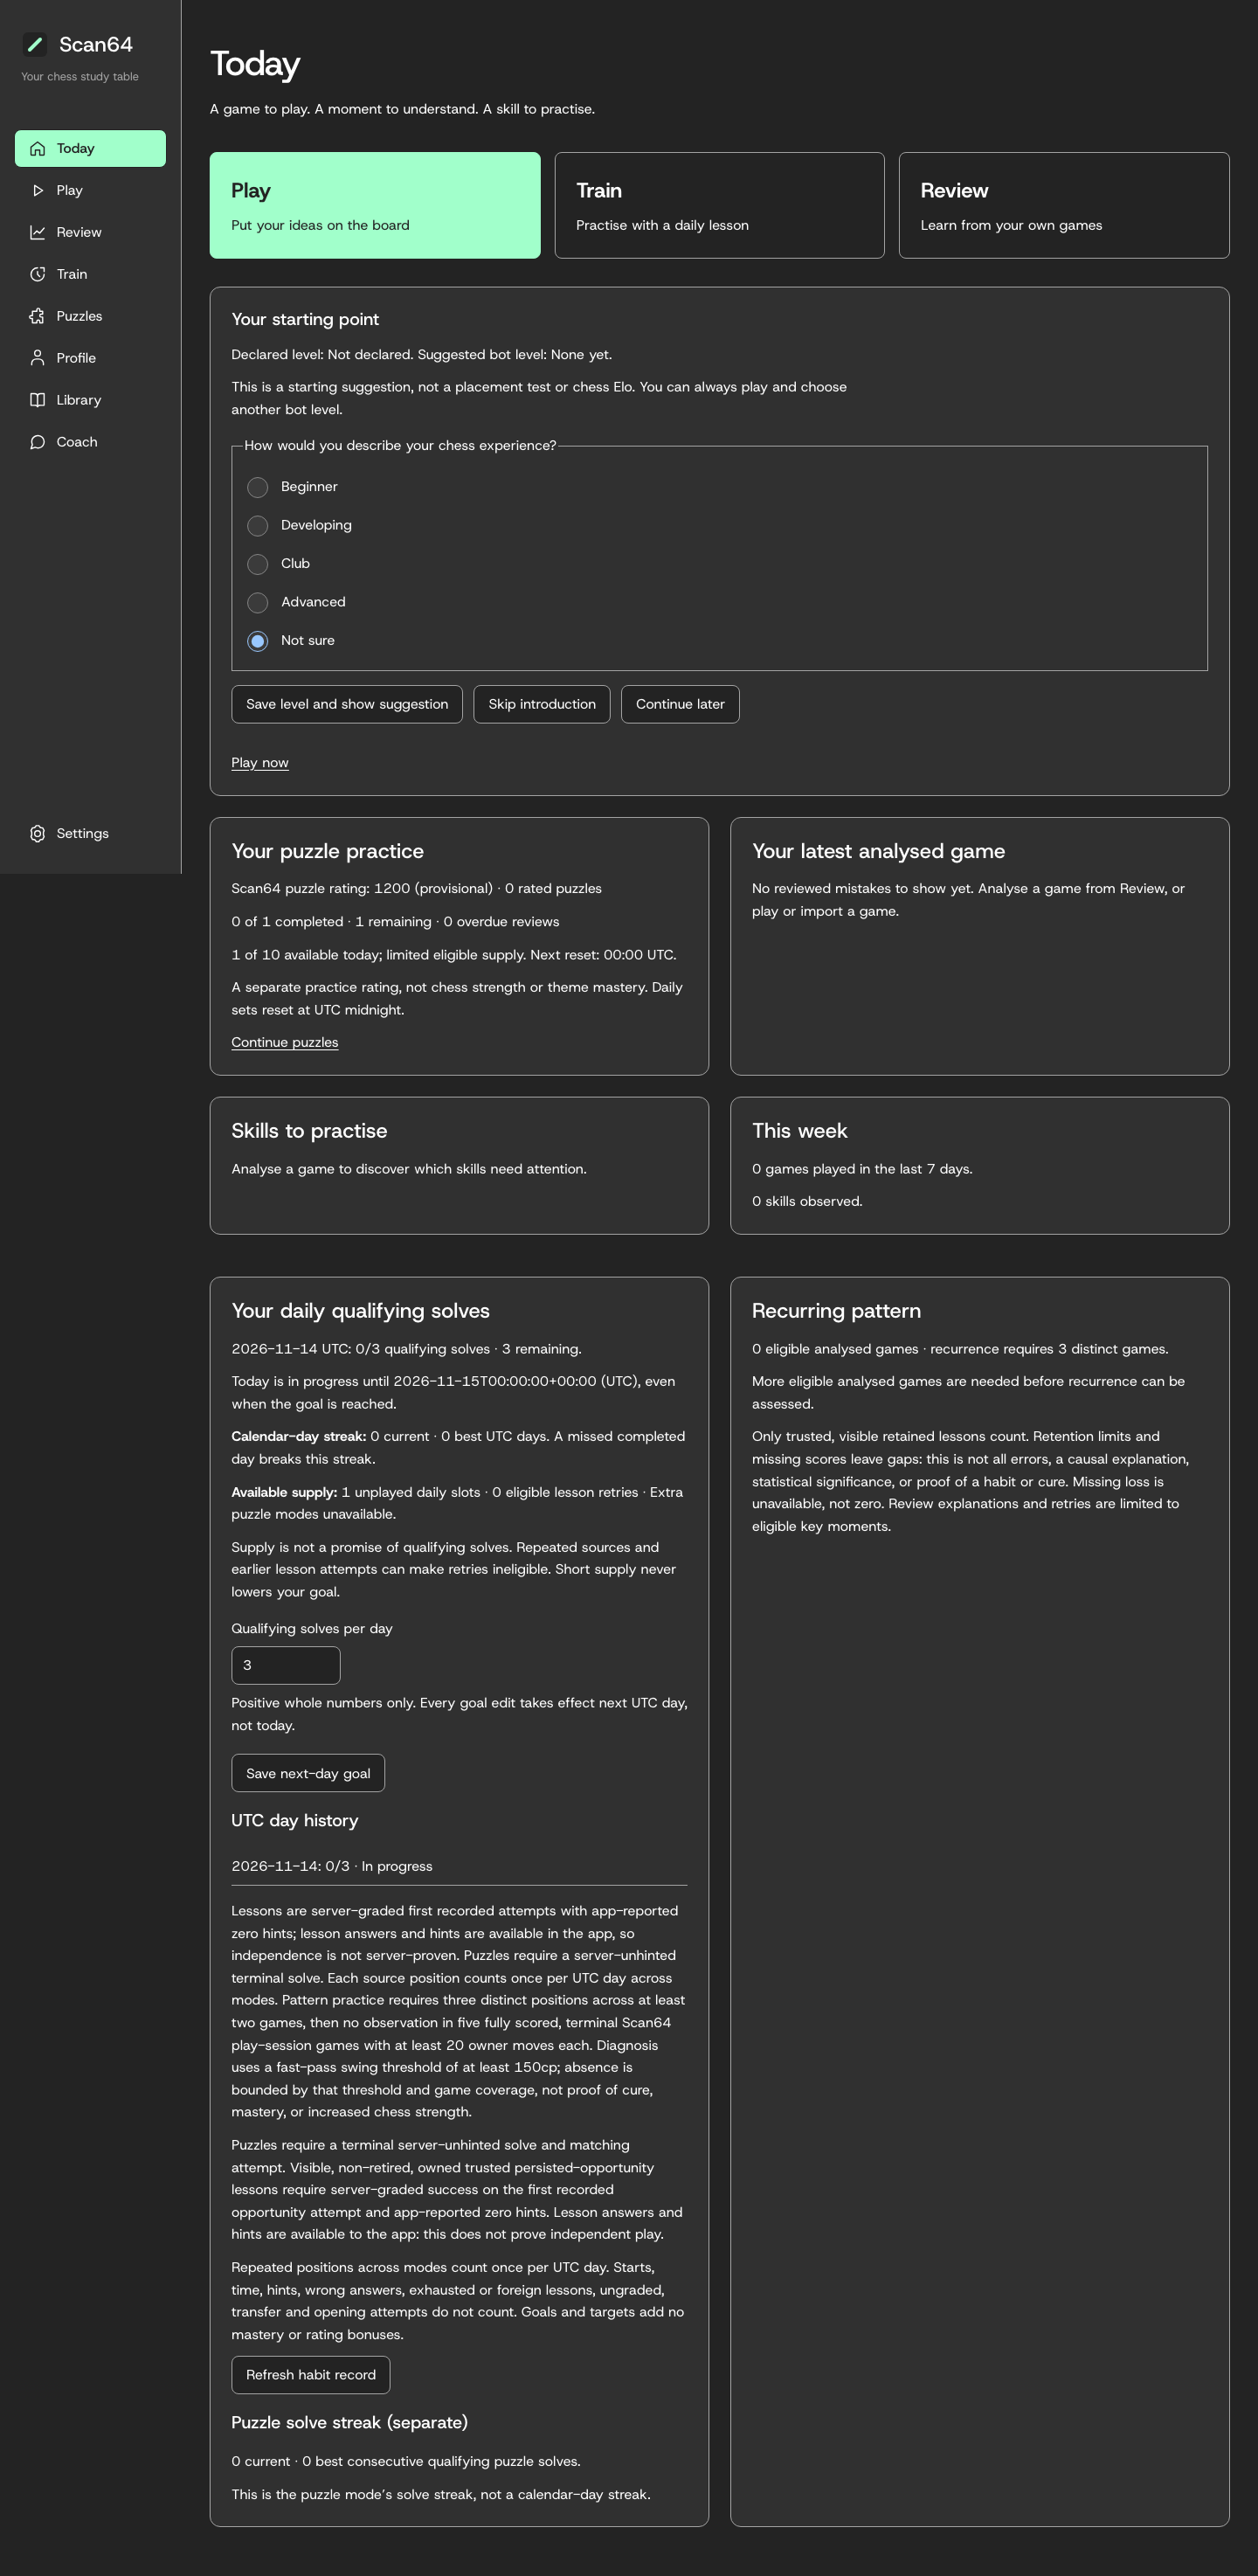 Scan64
Your chess study table
Today
Play
Review
Train
Puzzles
Profile
Library
Coach
Settings
Today
A game to play. A moment to understand. A skill to practise.
Play
Put your ideas on the board
Train
Practise with a daily lesson
Review
Learn from your own games
Your starting point
Declared level: Not declared. Suggested bot level: None yet.
This is a starting suggestion, not a placement test or chess Elo. You can always play and choose
another bot level.
How would you describe your chess experience?
Beginner
Developing
Club
Advanced
Not sure
Save level and show suggestion
Skip introduction
Continue later
Play now
Your puzzle practice
Scan64 puzzle rating: 1200 (provisional) · 0 rated puzzles
0 of 1 completed · 1 remaining · 0 overdue reviews
1 of 10 available today; limited eligible supply. Next reset: 00:00 UTC.
A separate practice rating, not chess strength or theme mastery. Daily
sets reset at UTC midnight.
Continue puzzles
Your latest analysed game
No reviewed mistakes to show yet. Analyse a game from Review, or
play or import a game.
Skills to practise
Analyse a game to discover which skills need attention.
This week
0 games played in the last 7 days.
0 skills observed.
Your daily qualifying solves
2026-11-14 UTC: 0/3 qualifying solves · 3 remaining.
Today is in progress until 2026-11-15T00:00:00+00:00 (UTC), even
when the goal is reached.
Calendar-day streak: 0 current · 0 best UTC days. A missed completed
day breaks this streak.
Available supply: 1 unplayed daily slots · 0 eligible lesson retries · Extra
puzzle modes unavailable.
Supply is not a promise of qualifying solves. Repeated sources and
earlier lesson attempts can make retries ineligible. Short supply never
lowers your goal.
Qualifying solves per day
3
Positive whole numbers only. Every goal edit takes effect next UTC day,
not today.
Save next-day goal
UTC day history
2026-11-14: 0/3 · In progress
Lessons are server-graded first recorded attempts with app-reported
zero hints; lesson answers and hints are available in the app, so
independence is not server-proven. Puzzles require a server-unhinted
terminal solve. Each source position counts once per UTC day across
modes. Pattern practice requires three distinct positions across at least
two games, then no observation in five fully scored, terminal Scan64
play-session games with at least 20 owner moves each. Diagnosis
uses a fast-pass swing threshold of at least 150cp; absence is
bounded by that threshold and game coverage, not proof of cure,
mastery, or increased chess strength.
Puzzles require a terminal server-unhinted solve and matching
attempt. Visible, non-retired, owned trusted persisted-opportunity
lessons require server-graded success on the first recorded
opportunity attempt and app-reported zero hints. Lesson answers and
hints are available to the app: this does not prove independent play.
Repeated positions across modes count once per UTC day. Starts,
time, hints, wrong answers, exhausted or foreign lessons, ungraded,
transfer and opening attempts do not count. Goals and targets add no
mastery or rating bonuses.
Refresh habit record
Puzzle solve streak (separate)
0 current · 0 best consecutive qualifying puzzle solves.
This is the puzzle mode's solve streak, not a calendar-day streak.
Recurring pattern
0 eligible analysed games · recurrence requires 3 distinct games.
More eligible analysed games are needed before recurrence can be
assessed.
Only trusted, visible retained lessons count. Retention limits and
missing scores leave gaps: this is not all errors, a causal explanation,
statistical significance, or proof of a habit or cure. Missing loss is
unavailable, not zero. Review explanations and retries are limited to
eligible key moments.